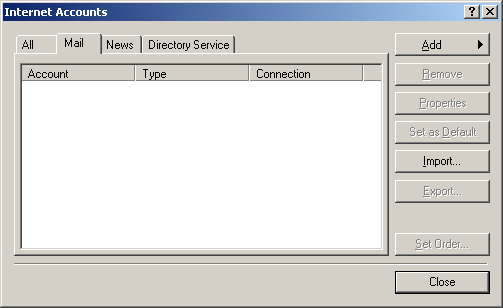 Internet Accounts
All Mail News Directory Service
Account Type Connection
Add
Remove
Properties
Set as Default
Import...
Export...
Set Order...
Close